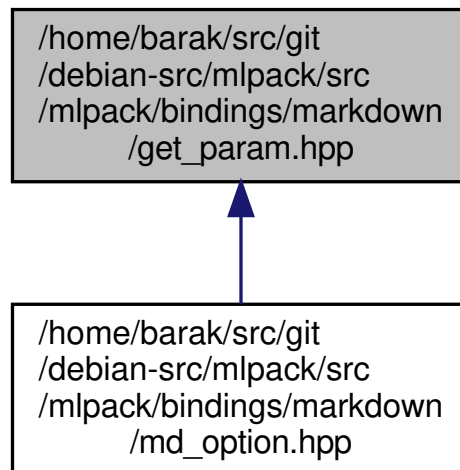 /home/barak/src/git
/debian-src/mlpack/src
/mlpack/bindings/markdown
/get_param.hpp
/home/barak/src/git
/debian-src/mlpack/src
/mlpack/bindings/markdown
/md_option.hpp